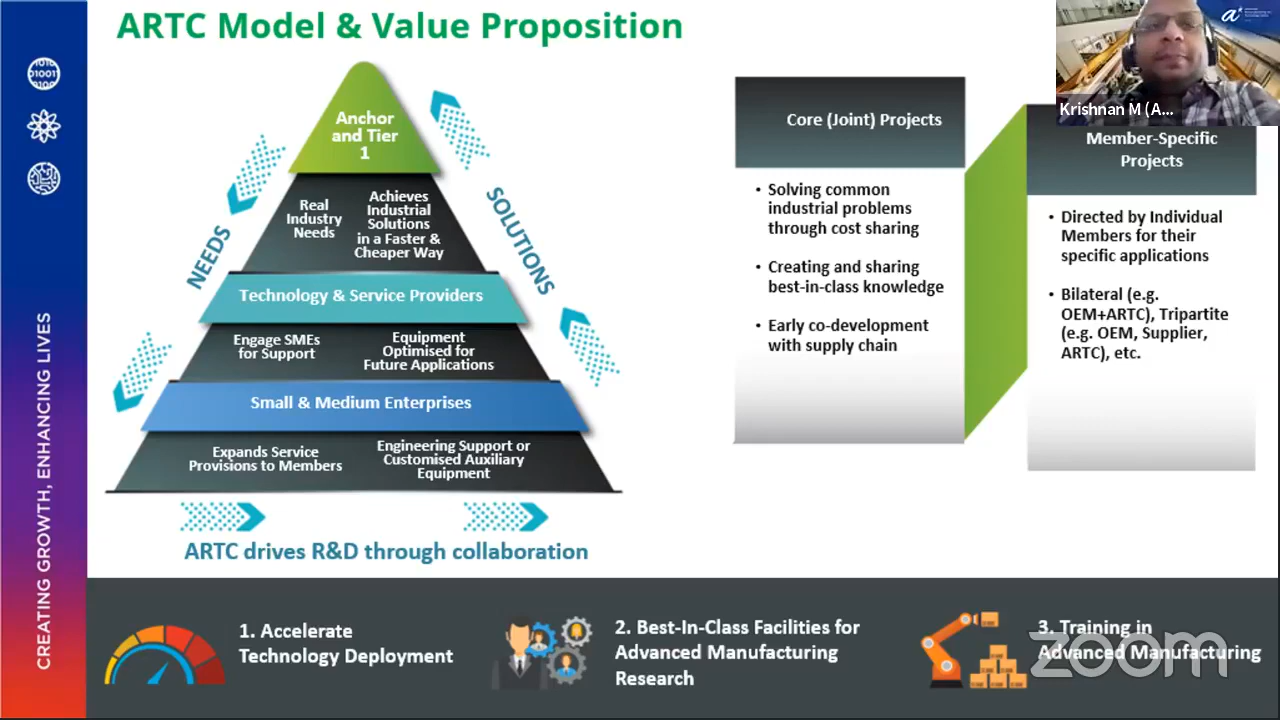 ARTC Model & Value Proposition
CREATING GROWTH, ENHANCING LIVES
Anchor
and Tier
1
Real
Industry
Needs
Achieves
Industrial
Solutions
in a Faster &
Cheaper Way
NEEDS
SOLUTIONS
Technology & Service Providers
Engage SMEs
for Support
Equipment
Optimised for
Future Applications
Small & Medium Enterprises
Expands Service
Provisions to Members
Engineering Support or
Customised Auxiliary
Equipment
ARTC drives R&D through collaboration
Core (Joint) Projects
• Solving common
industrial problems
through cost sharing
• Creating and sharing
best-in-class knowledge
• Early co-development
with supply chain
Krishnan M (A...
Member-Specific
Projects
• Directed by Individual
Members for their
specific applications
• Bilateral (e.g.
OEM+ARTC), Tripartite
(e.g. OEM, Supplier,
ARTC), etc.
1. Accelerate
Technology Deployment
2. Best-In-Class Facilities for
Advanced Manufacturing
Research
3. Training in
Advanced Manufacturing
zoom